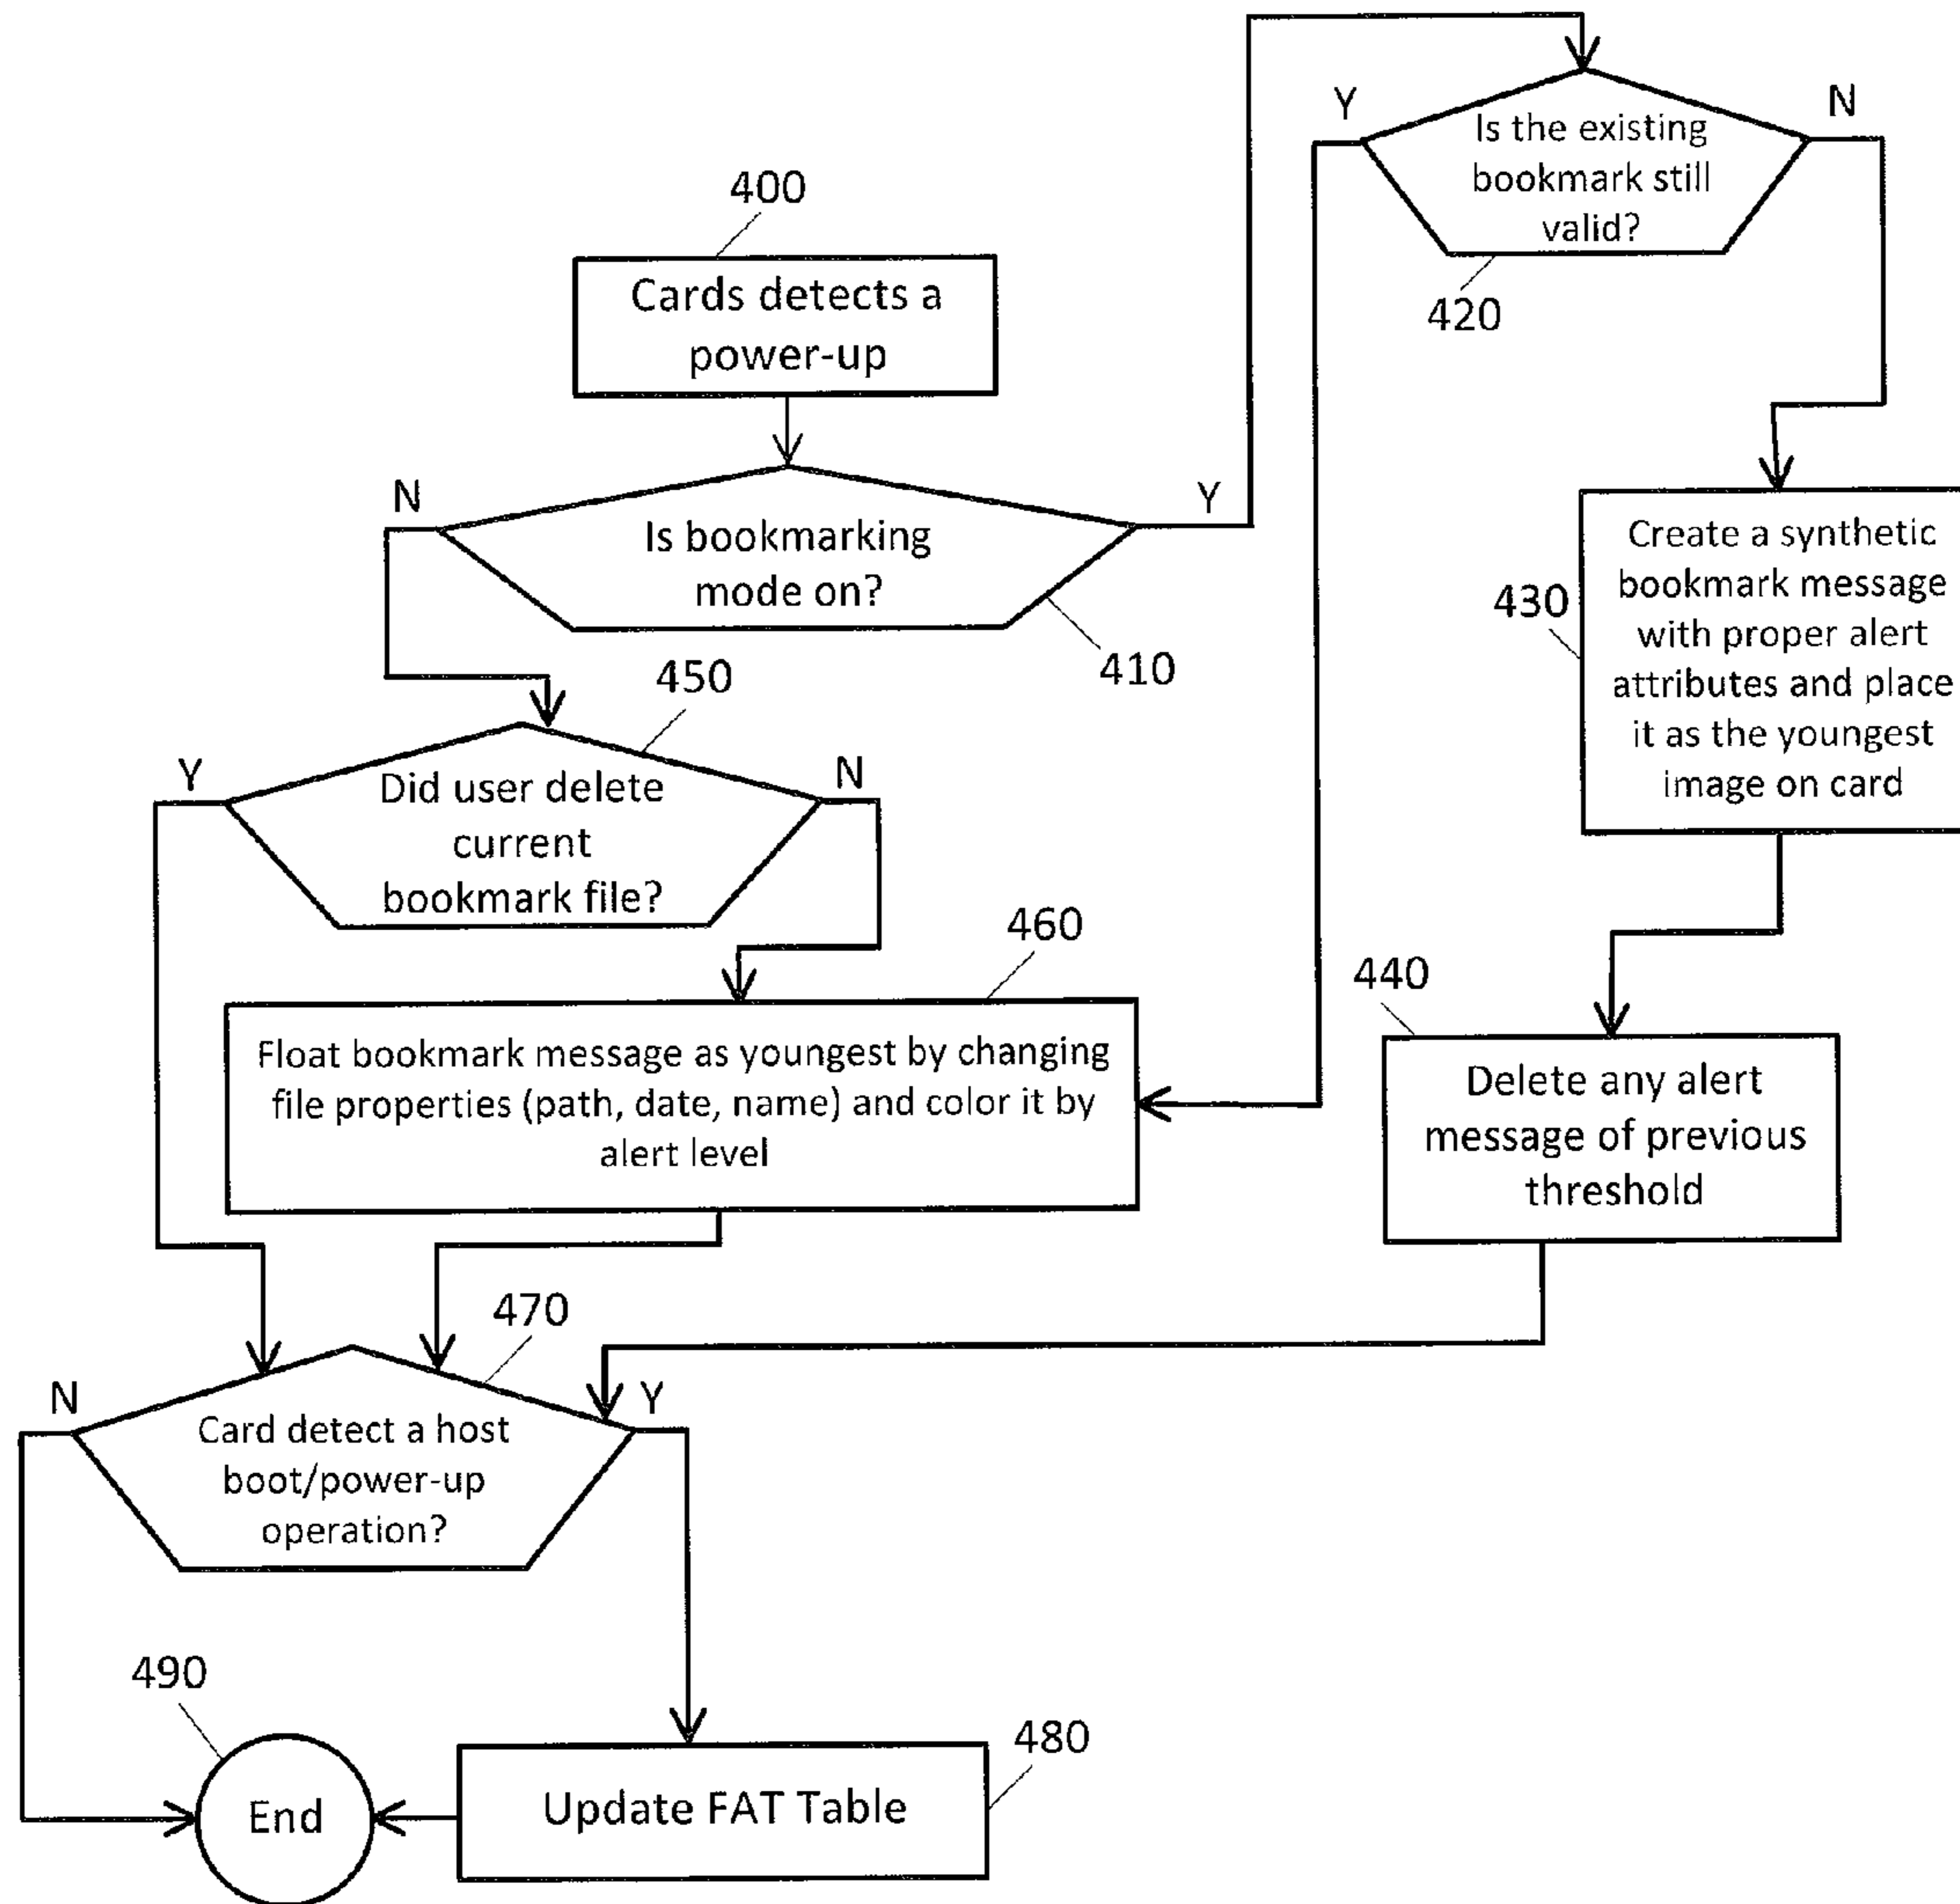 400
Cards detects a
power-up
N
Y
Is bookmarking
mode on?
410
Y
N
Is the existing
bookmark still
valid?
420
430
Create a synthetic
bookmark message
with proper alert
attributes and place
it as the youngest
image on card
440
Delete any alert
message of previous
threshold
450
Y
N
Did user delete
current
bookmark file?
460
Float bookmark message as youngest by changing
file properties (path, date, name) and color it by
alert level
470
N
Y
Card detect a host
boot/power-up
operation?
480
Update FAT Table
490
End